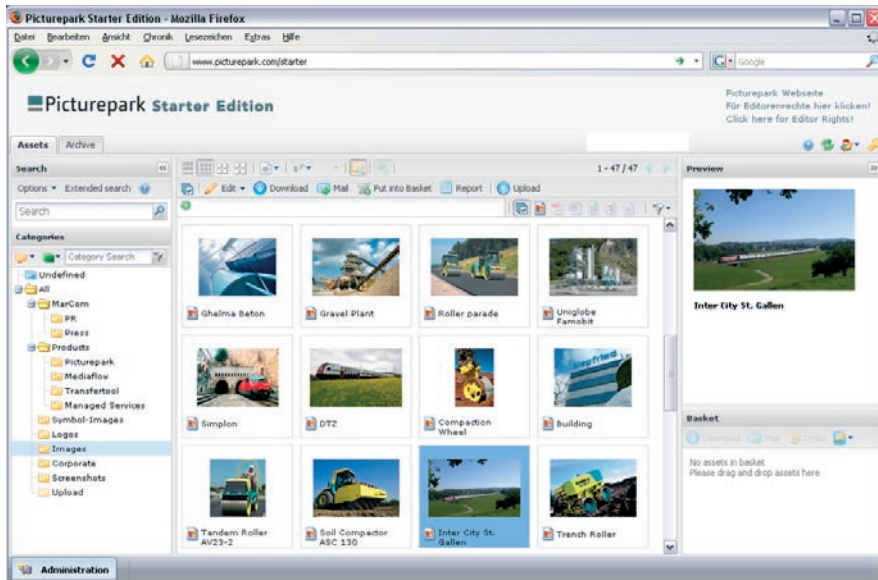 Picturepark Starter Edition - Mozilla Firefox
Datei Bearbeiten Ansicht Chronik Lesezeichen Extras Hilfe
www.picturepark.com/starter
Google
Picturepark Starter Edition
Picturepark Webseite
Für Editorenrechte hier klicken!
Click here for Editor Rights!
Assets Archive
Search
1 - 47 / 47
Preview
Options Extended search
Edit Download Mail Put into Basket Report Upload
Search
Categories
Category Search
Undefined
All
MarCom
PR
Press
Products
Picturepark
Mediaflow
Transfertool
Managed Services
Symbol-Images
Logos
Images
Corporate
Screenshots
Upload
Ghelma Beton
Gravel Plant
Roller parade
Uniglobe
Famobit
Siegfried
Simplon
DTZ
Compaction
Wheel
Building
Tandem Roller
AV23-2
Soil Compactor
ASC 130
Inter City St.
Gallen
Trench Roller
Inter City St. Gallen
Basket
Download Mail Order
No assets in basket
Please drag and drop assets here
Administration